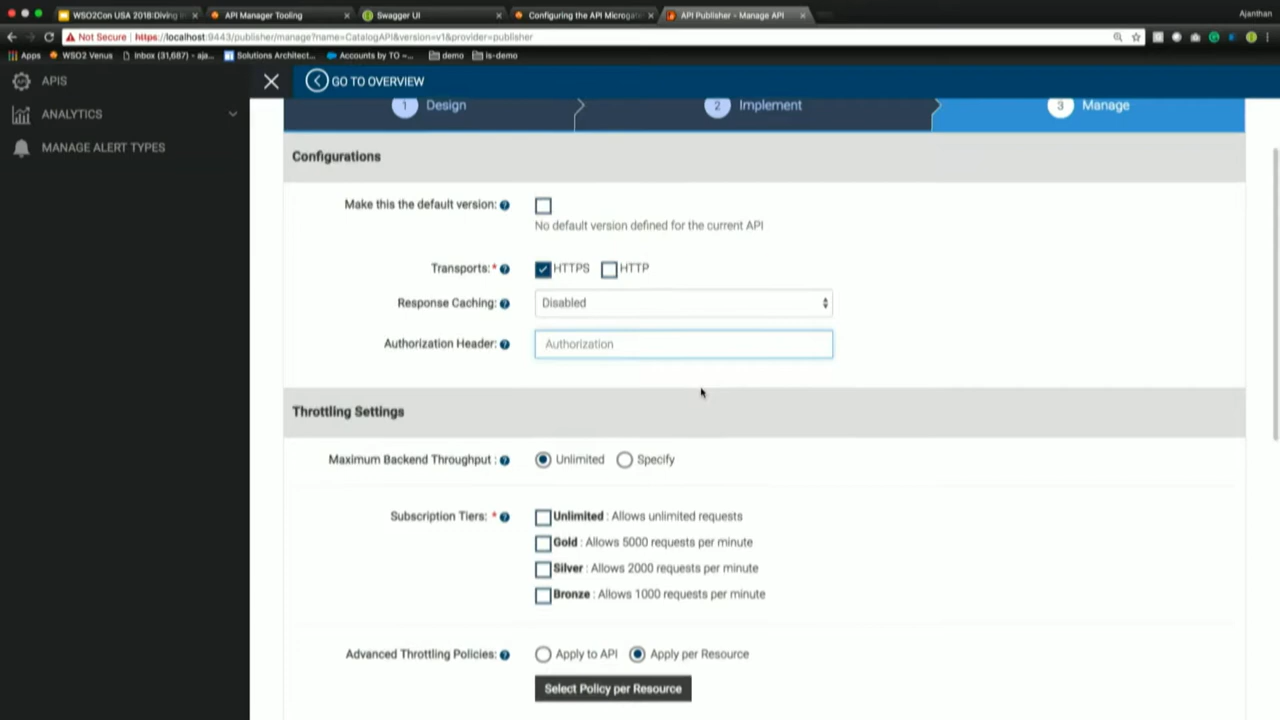 WSO2Con USA 2018:Diving i
API Manager Tooling
Swagger UI
Configuring the API Microgate
API Publisher - Manage API
Ajanthan
Not Secure | https://localhost:9443/publisher/manage?name=CatalogAPI&version=v1&provider=publisher
Apps
WSO2 Venus
Inbox (31,687) - aja...
Solutions Architect...
Accounts by TO -...
demo
is-demo
APIS
GO TO OVERVIEW
ANALYTICS
MANAGE ALERT TYPES
1 Design
2 Implement
3 Manage
Configurations
Make this the default version:
No default version defined for the current API
Transports:* HTTPS HTTP
Response Caching: Disabled
Authorization Header: Authorization
Throttling Settings
Maximum Backend Throughput : Unlimited Specify
Subscription Tiers: * Unlimited : Allows unlimited requests
Gold : Allows 5000 requests per minute
Silver : Allows 2000 requests per minute
Bronze : Allows 1000 requests per minute
Advanced Throttling Policies: Apply to API Apply per Resource
Select Policy per Resource